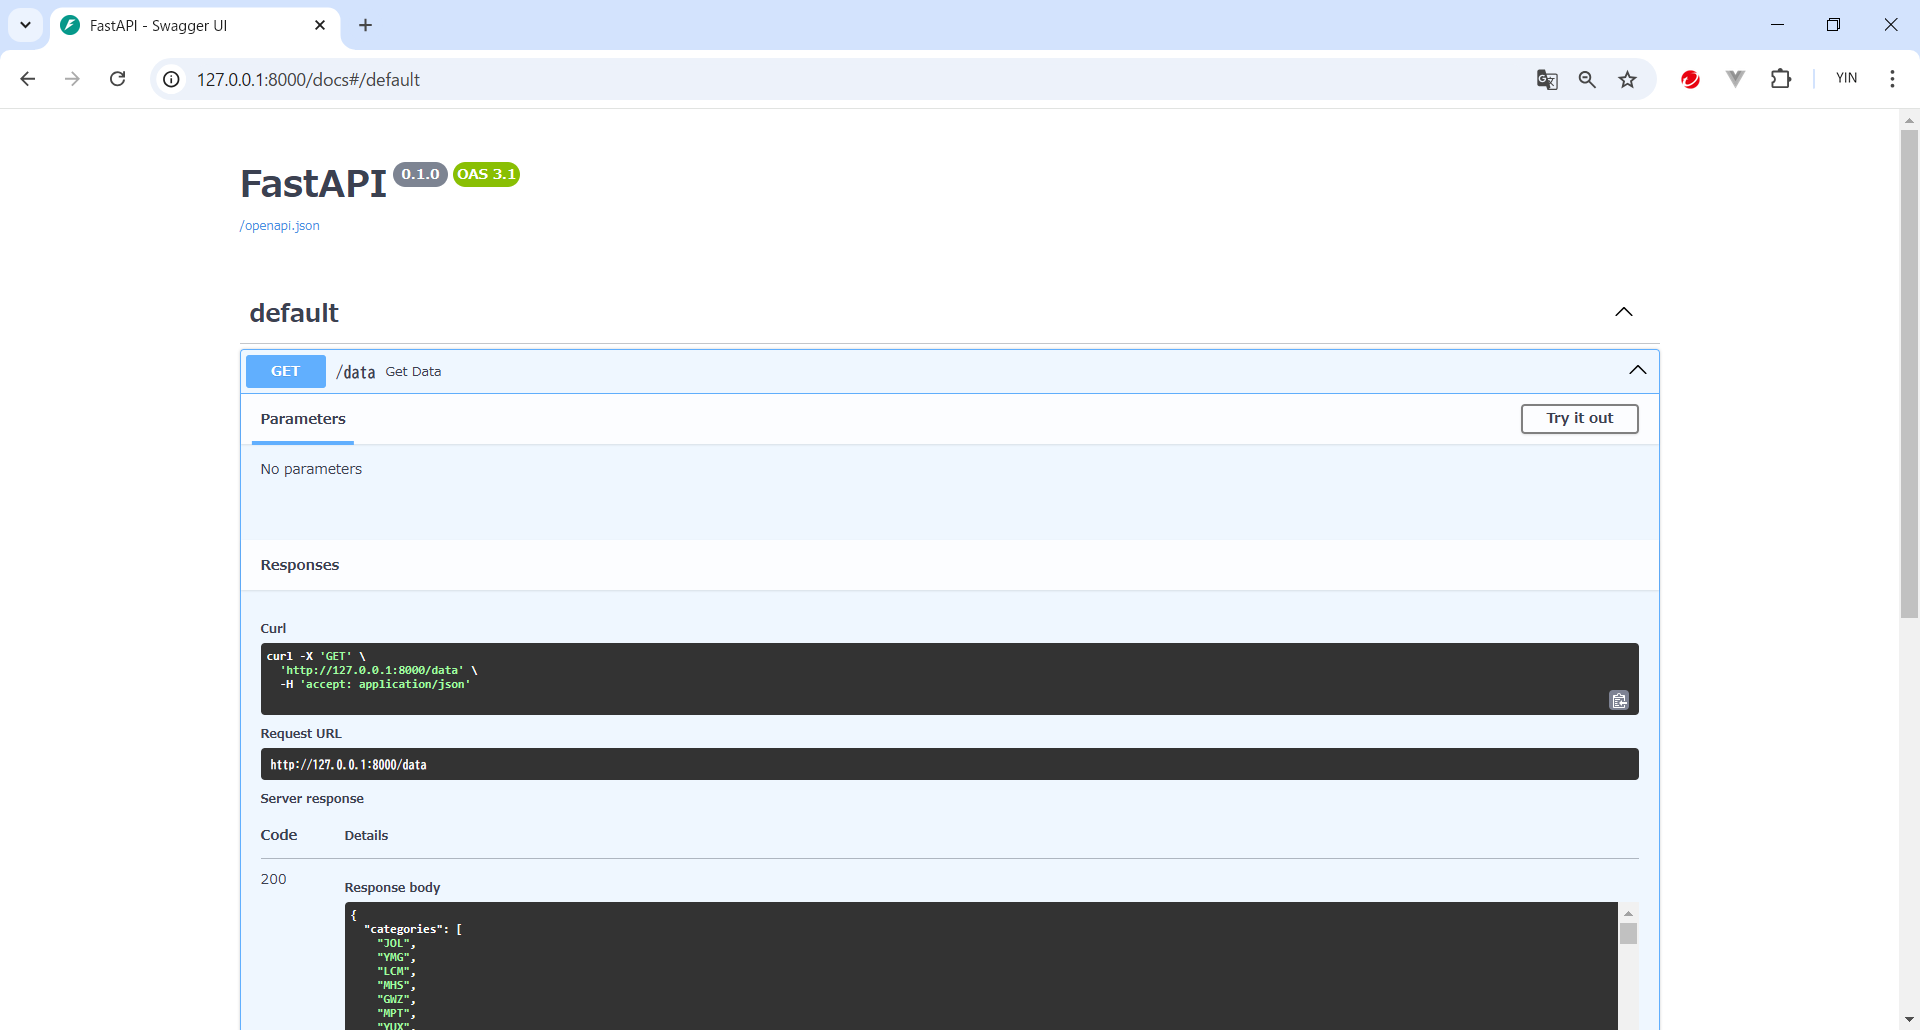 FastAPI - Swagger UI
127.0.0.1:8000/docs#/default
YIN
FastAPI 0.1.0 OAS 3.1
/openapi.json
default
GET /data Get Data
Parameters Try it out
No parameters
Responses
Curl
curl -X 'GET' \
'http://127.0.0.1:8000/data' \
-H 'accept: application/json'
Request URL
http://127.0.0.1:8000/data
Server response
Code Details
200
Response body
{
"categories": [
"JOL",
"YMG",
"LCM",
"MHS",
"GWZ",
"MPT",
"YUX",